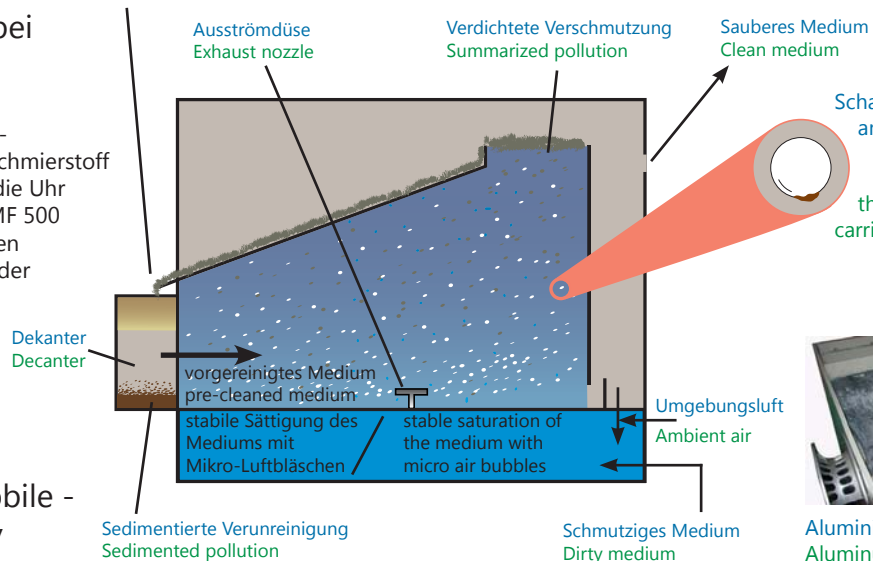 bei
Ausströmdüse
Exhaust nozzle
Verdichtete Verschmutzung
Summarized pollution
Sauberes Medium
Clean medium
Scha
an
-
chmierstoff
die Uhr
MF 500
en
der
th
carri
Dekanter
Decanter
vorgereinigtes Medium
pre-cleaned medium
stabile Sättigung des
Mediums mit
Mikro-Luftbläschen
stable saturation of
the medium with
micro air bubbles
Umgebungsluft
Ambient air
obile -
Sedimentierte Verunreinigung
Sedimented pollution
Schmutziges Medium
Dirty medium
Alumin
Alumin